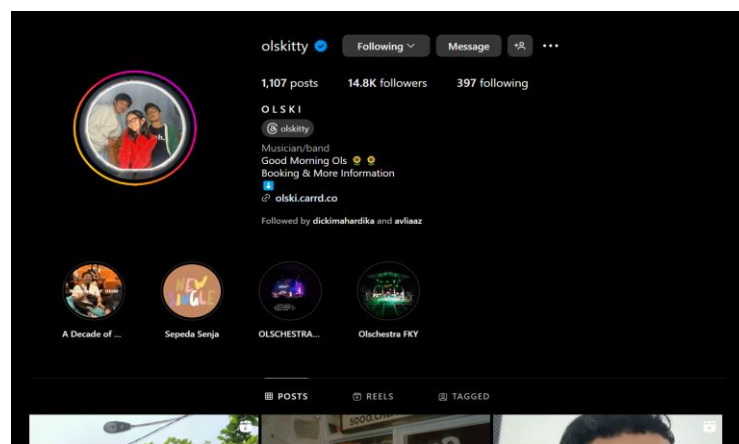 olskitty
Following
Message
1,107 posts 14.8K followers 397 following
O L S K I
olskitty
Musician/band
Good Morning Ols 🌻 🌻
Booking & More Information
⬇️
olski.carrd.co
Followed by dickimahardika and avliaaz
NEW
SINGLE
A Decade of ...
Sepeda Senja
OLSCHESTRA...
Olschestra FKY
POSTS
REELS
TAGGED